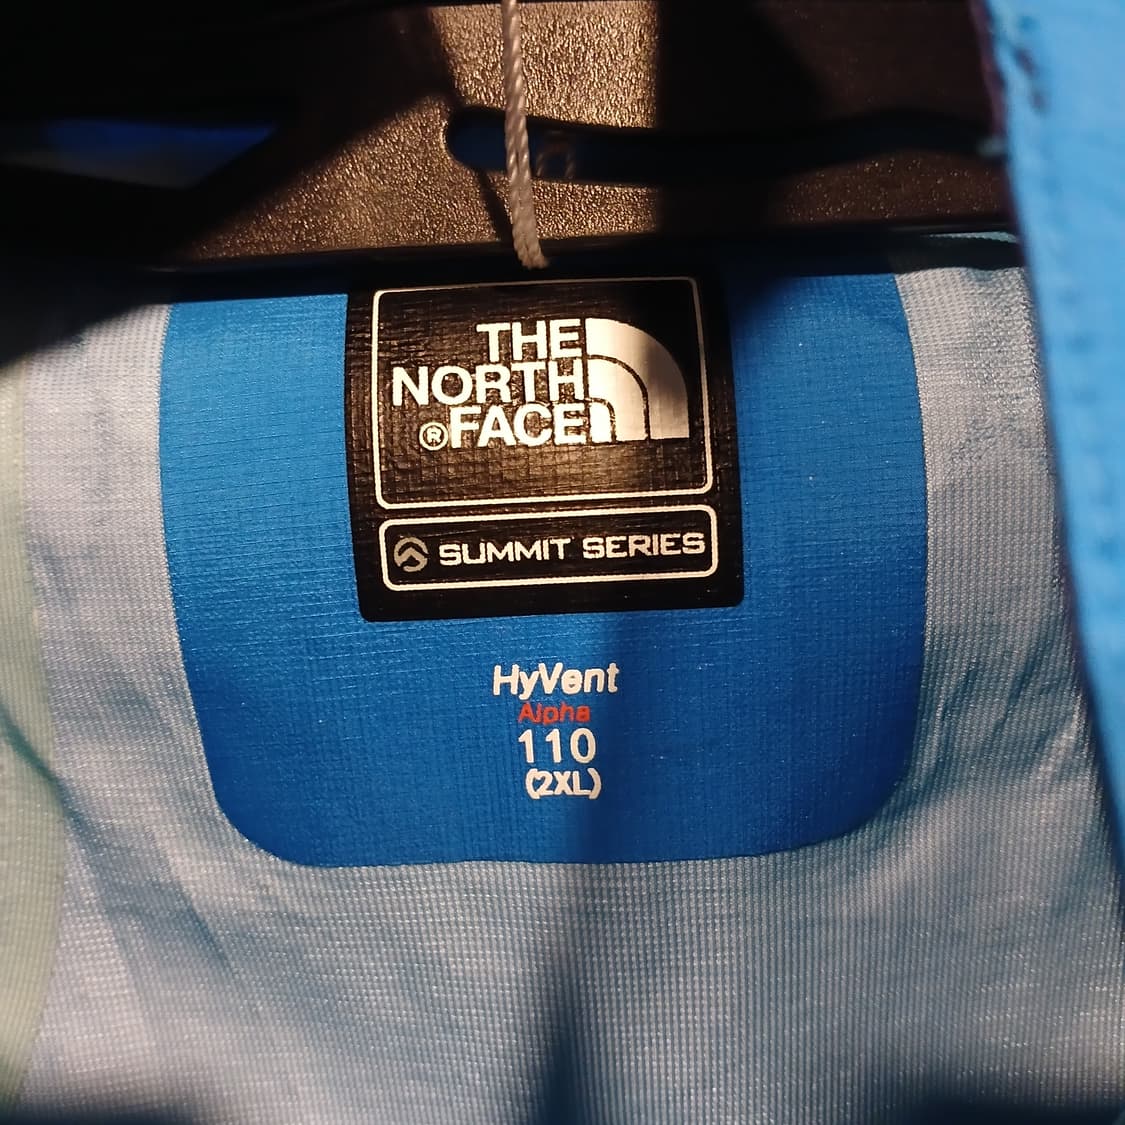 THE
NORTH
®FACE
SUMMIT SERIES
HyVent
Alpha
110
(2XL)